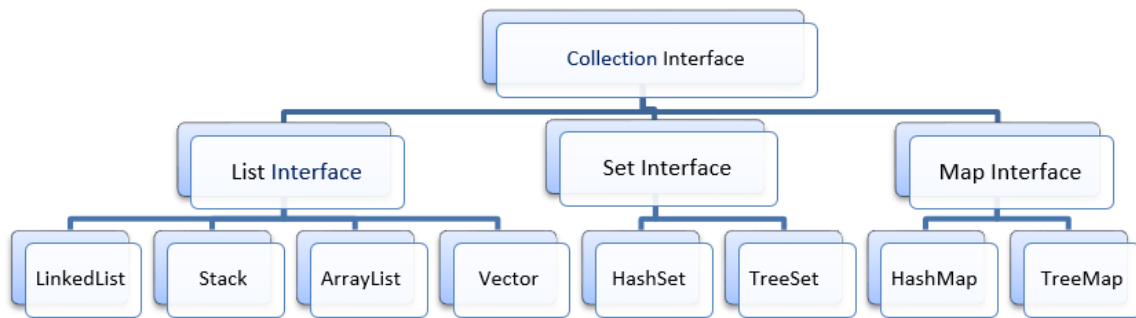 Collection Interface
List Interface
Set Interface
Map Interface
LinkedList
Stack
ArrayList
Vector
HashSet
TreeSet
HashMap
TreeMap